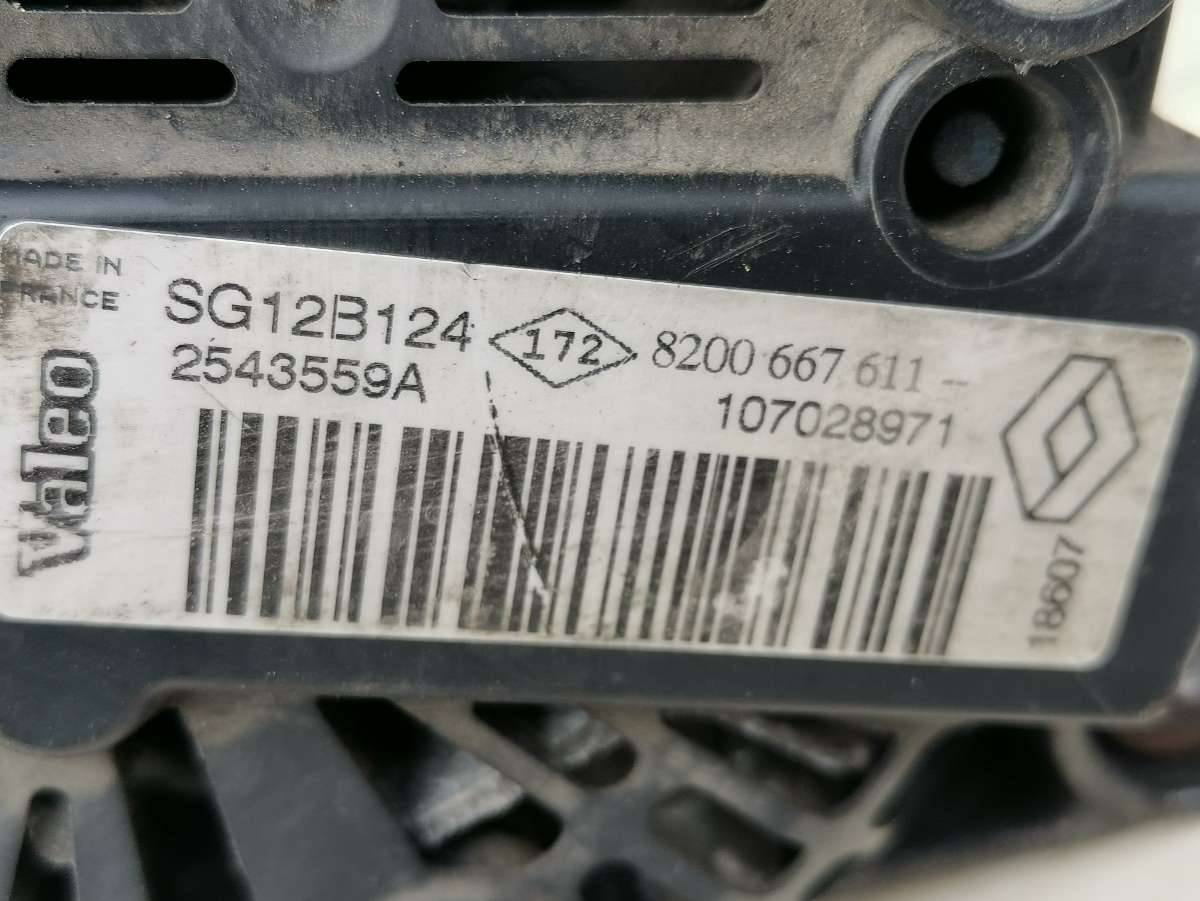 MADE IN
FRANCE
SG12B124
2543559A
172
8200 667 611 --
107028971
Valeo
18607